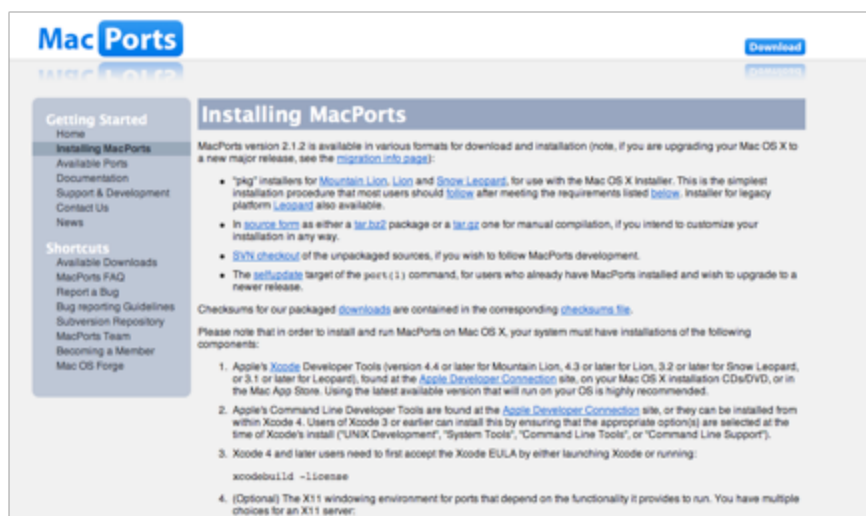 MacPorts
Download
Getting Started
Home
Installing MacPorts
Available Ports
Documentation
Support & Development
Contact Us
News
Shortcuts
Available Downloads
MacPorts FAQ
Report a Bug
Bug reporting Guidelines
Subversion Repository
MacPorts Team
Becoming a Member
Mac OS Forge
Installing MacPorts
MacPorts version 2.1.2 is available in various formats for download and installation (note, if you are upgrading your Mac OS X to
a new major release, see the migration info page):
• "pkg" installers for Mountain Lion, Lion and Snow Leopard, for use with the Mac OS X Installer. This is the simplest
installation procedure that most users should follow after meeting the requirements listed below. Installer for legacy
platform Leopard also available.
• In source form as either a tar.bz2 package or a tar.gz one for manual compilation, if you intend to customize your
installation in any way.
• SVN checkout of the unpackaged sources, if you wish to follow MacPorts development.
• The selfupdate target of the port(1) command, for users who already have MacPorts installed and wish to upgrade to a
newer release.
Checksums for our packaged downloads are contained in the corresponding checksums file.
Please note that in order to install and run MacPorts on Mac OS X, your system must have installations of the following
components:
1. Apple's Xcode Developer Tools (version 4.4 or later for Mountain Lion, 4.3 or later for Lion, 3.2 or later for Snow Leopard,
or 3.1 or later for Leopard), found at the Apple Developer Connection site, on your Mac OS X installation CDs/DVD, or in
the Mac App Store. Using the latest available version that will run on your OS is highly recommended.
2. Apple's Command Line Developer Tools are found at the Apple Developer Connection site, or they can be installed from
within Xcode 4. Users of Xcode 3 or earlier can install this by ensuring that the appropriate option(s) are selected at the
time of Xcode's install ("UNIX Development", "System Tools", "Command Line Tools", or "Command Line Support").
3. Xcode 4 and later users need to first accept the Xcode EULA by either launching Xcode or running:
xcodebuild -license
4. (Optional) The X11 windowing environment for ports that depend on the functionality it provides to run. You have multiple
choices for an X11 server: